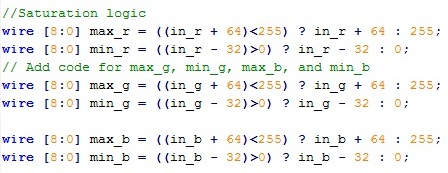 //Saturation logic
wire [8:0] max_r = ((in_r + 64)<255) ? in_r + 64 : 255;
wire [8:0] min_r = ((in_r - 32)>0) ? in_r - 32 : 0;
// Add code for max_g, min_g, max_b, and min_b
wire [8:0] max_g = ((in_g + 64)<255) ? in_g + 64 : 255;
wire [8:0] min_g = ((in_g - 32)>0) ? in_g - 32 : 0;
wire [8:0] max_b = ((in_b + 64)<255) ? in_b + 64 : 255;
wire [8:0] min_b = ((in_b - 32)>0) ? in_b - 32 : 0;